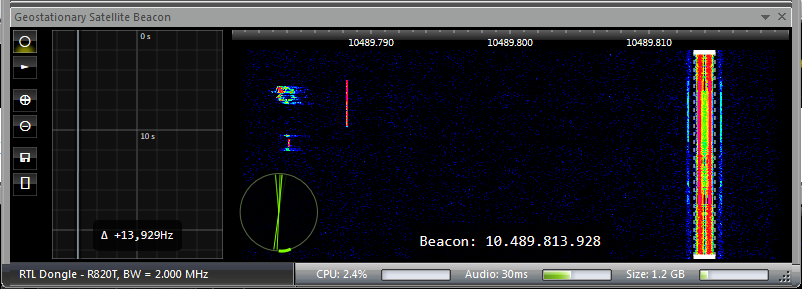 Geostationary Satellite Beacon
0 s
10489.790
10489.800
10489.810
10 s
Δ +13,929Hz
Beacon: 10.489.813.928
RTL Dongle - R820T, BW = 2.000 MHz
CPU: 2.4%
Audio: 30ms
Size: 1.2 GB